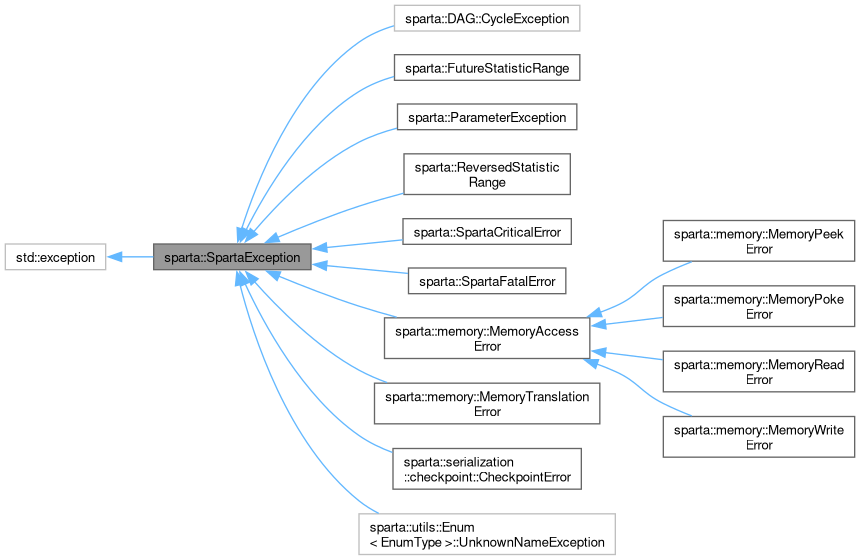 sparta::DAG::CycleException
sparta::FutureStatisticRange
sparta::ParameterException
sparta::ReversedStatistic
Range
sparta::SpartaCriticalError
std::exception
sparta::SpartaException
sparta::SpartaFatalError
sparta::memory::MemoryAccess
Error
sparta::memory::MemoryTranslation
Error
sparta::serialization
::checkpoint::CheckpointError
sparta::utils::Enum
< EnumType >::UnknownNameException
sparta::memory::MemoryPeek
Error
sparta::memory::MemoryPoke
Error
sparta::memory::MemoryRead
Error
sparta::memory::MemoryWrite
Error